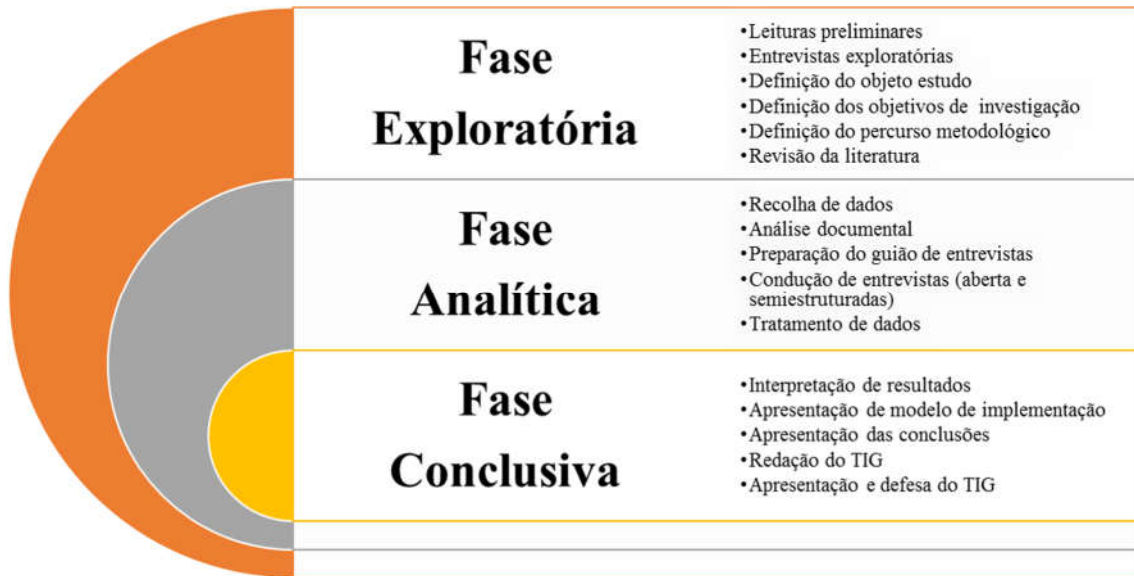 Fase
Exploratória
•Leituras preliminares
•Entrevistas exploratórias
•Definição do objeto estudo
•Definição dos objetivos de investigação
•Definição do percurso metodológico
•Revisão da literatura
Fase
Analítica
•Recolha de dados
•Análise documental
•Preparação do guião de entrevistas
•Condução de entrevistas (aberta e
semiestruturadas)
•Tratamento de dados
Fase
Conclusiva
•Interpretação de resultados
•Apresentação de modelo de implementação
•Apresentação das conclusões
•Redação do TIG
•Apresentação e defesa do TIG